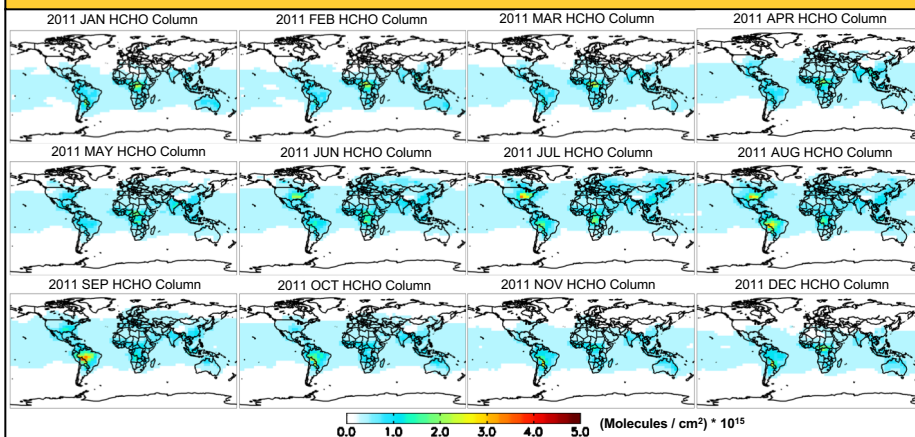 2011 JAN HCHO Column
2011 FEB HCHO Column
2011 MAR HCHO Column
2011 APR HCHO Column
2011 MAY HCHO Column
2011 JUN HCHO Column
2011 JUL HCHO Column
2011 AUG HCHO Column
2011 SEP HCHO Column
2011 OCT HCHO Column
2011 NOV HCHO Column
2011 DEC HCHO Column
0.0 1.0 2.0 3.0 4.0 5.0 (Molecules / cm²) * 10¹⁵